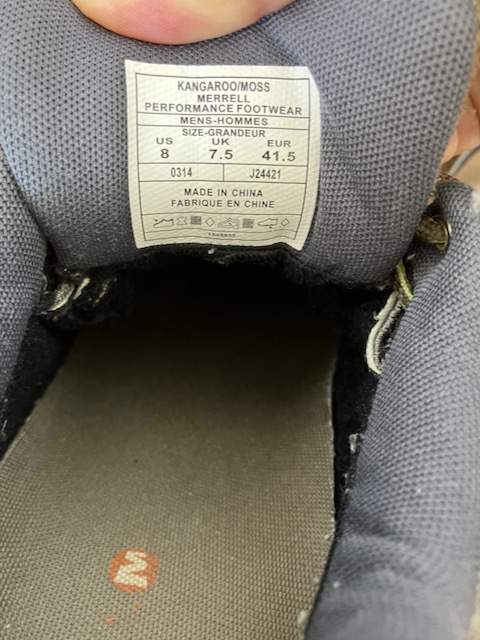 KANGAROO/MOSS
MERRELL
PERFORMANCE FOOTWEAR
MENS-HOMMES
SIZE-GRANDEUR
US UK EUR
8 7.5 41.5
0314 J24421
MADE IN CHINA
FABRIQUE EN CHINE
M